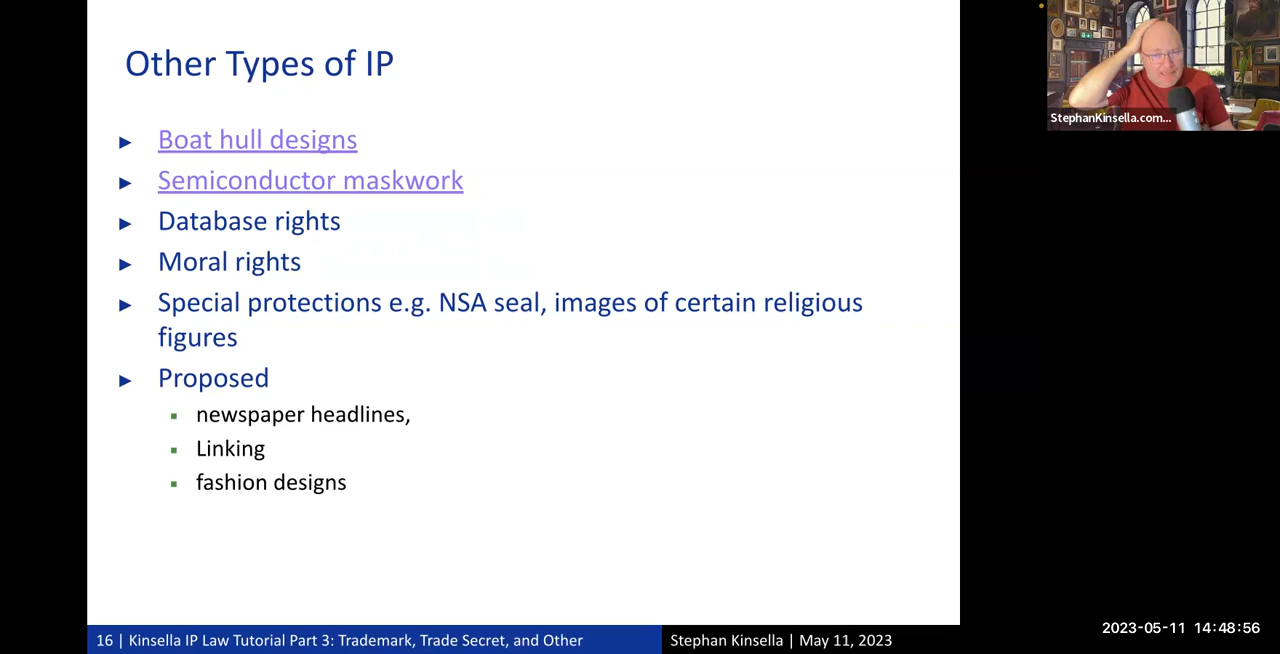 Other Types of IP
► Boat hull designs
► Semiconductor maskwork
► Database rights
► Moral rights
► Special protections e.g. NSA seal, images of certain religious
figures
► Proposed
▪ newspaper headlines,
▪ Linking
▪ fashion designs
16 | Kinsella IP Law Tutorial Part 3: Trademark, Trade Secret, and Other
Stephan Kinsella | May 11, 2023
StephanKinsella.com...
2023-05-11 14:48:56